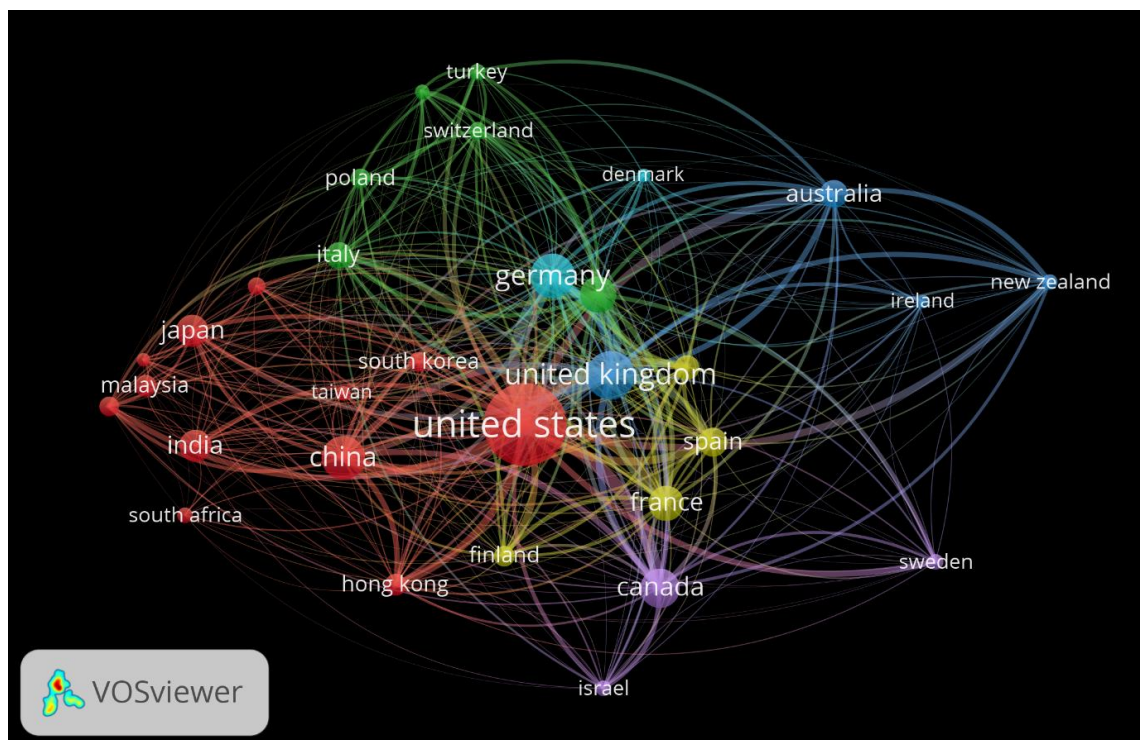 turkey
switzerland
denmark
poland
australia
italy
germany
new zealand
ireland
japan
south korea
united kingdom
malaysia
taiwan
united states
spain
india
china
france
south africa
finland
sweden
hong kong
canada
israel
VOSviewer